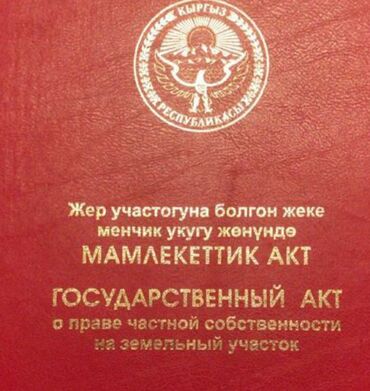 КЫРГЫЗ
РЕСПУБЛИКАСЫ
Жер участогуна болгон жеке
менчик укугу жөнүндө
МАМЛЕКЕТТИК АКТ
ГОСУДАРСТВЕННЫЙ АКТ
о праве частной собственности
на земельный участок